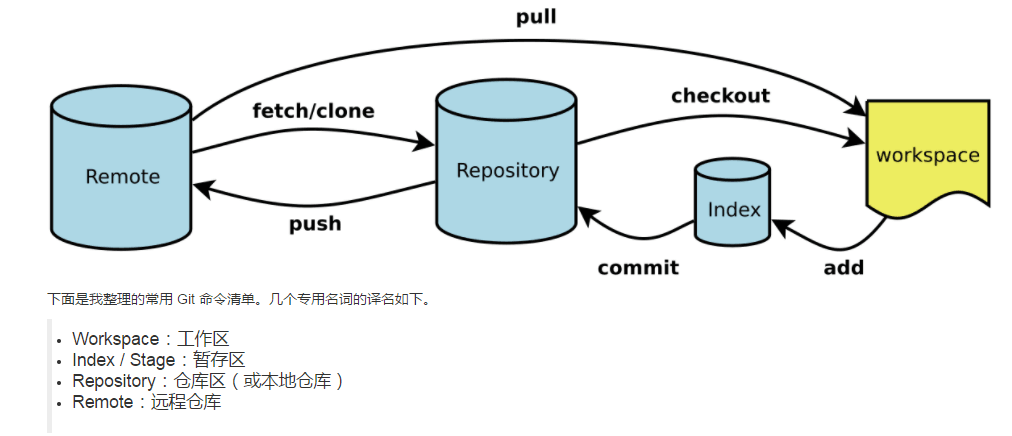 pull
fetch/clone
checkout
Remote
Repository
workspace
Index
push
commit
add
下面是我整理的常用 Git 命令清单。几个专用名词的译名如下。
Workspace：工作区
Index / Stage：暂存区
Repository：仓库区（或本地仓库）
Remote：远程仓库